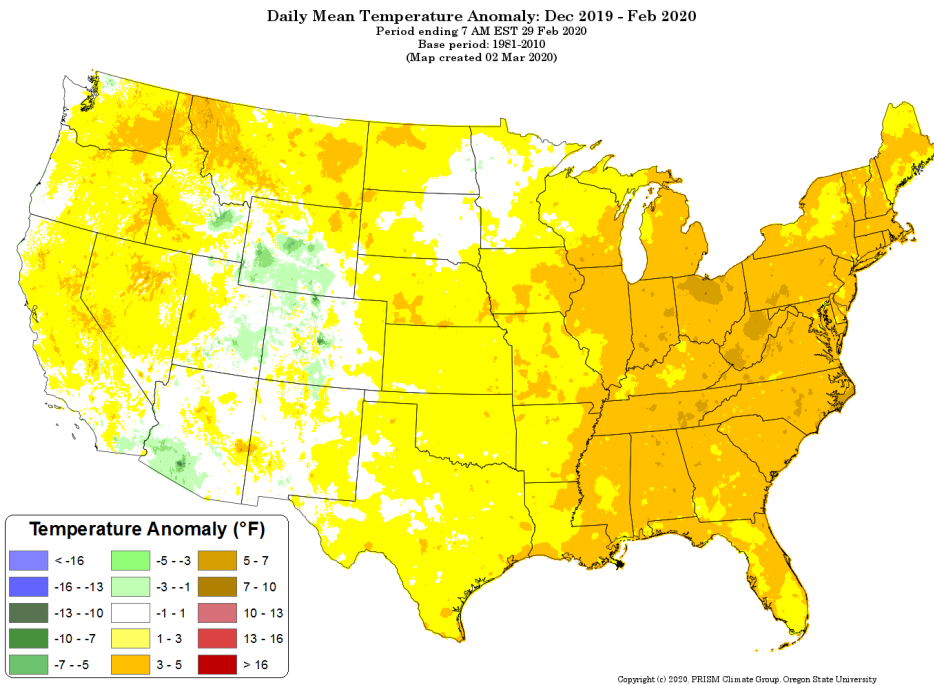 Daily Mean Temperature Anomaly: Dec 2019 - Feb 2020
Period ending 7 AM EST 29 Feb 2020
Base period: 1981-2010
(Map created 02 Mar 2020)
Temperature Anomaly (°F)
< -16 -5 - -3 5 - 7
-16 - -13 -3 - -1 7 - 10
-13 - -10 -1 - 1 10 - 13
-10 - -7 1 - 3 13 - 16
-7 - -5 3 - 5 > 16
Copyright (c) 2020, PRISM Climate Group, Oregon State University